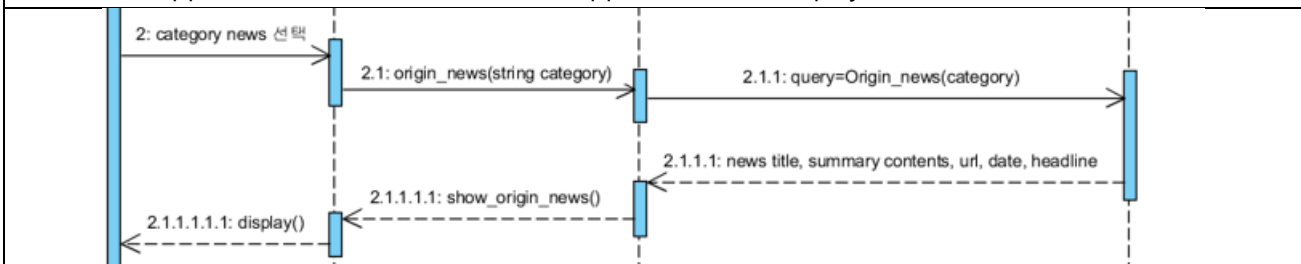 2: category news 선택
2.1: origin_news(string category)
2.1.1: query=Origin_news(category)
2.1.1.1: news title, summary contents, url, date, headline
2.1.1.1.1: show_origin_news()
2.1.1.1.1.1: display()